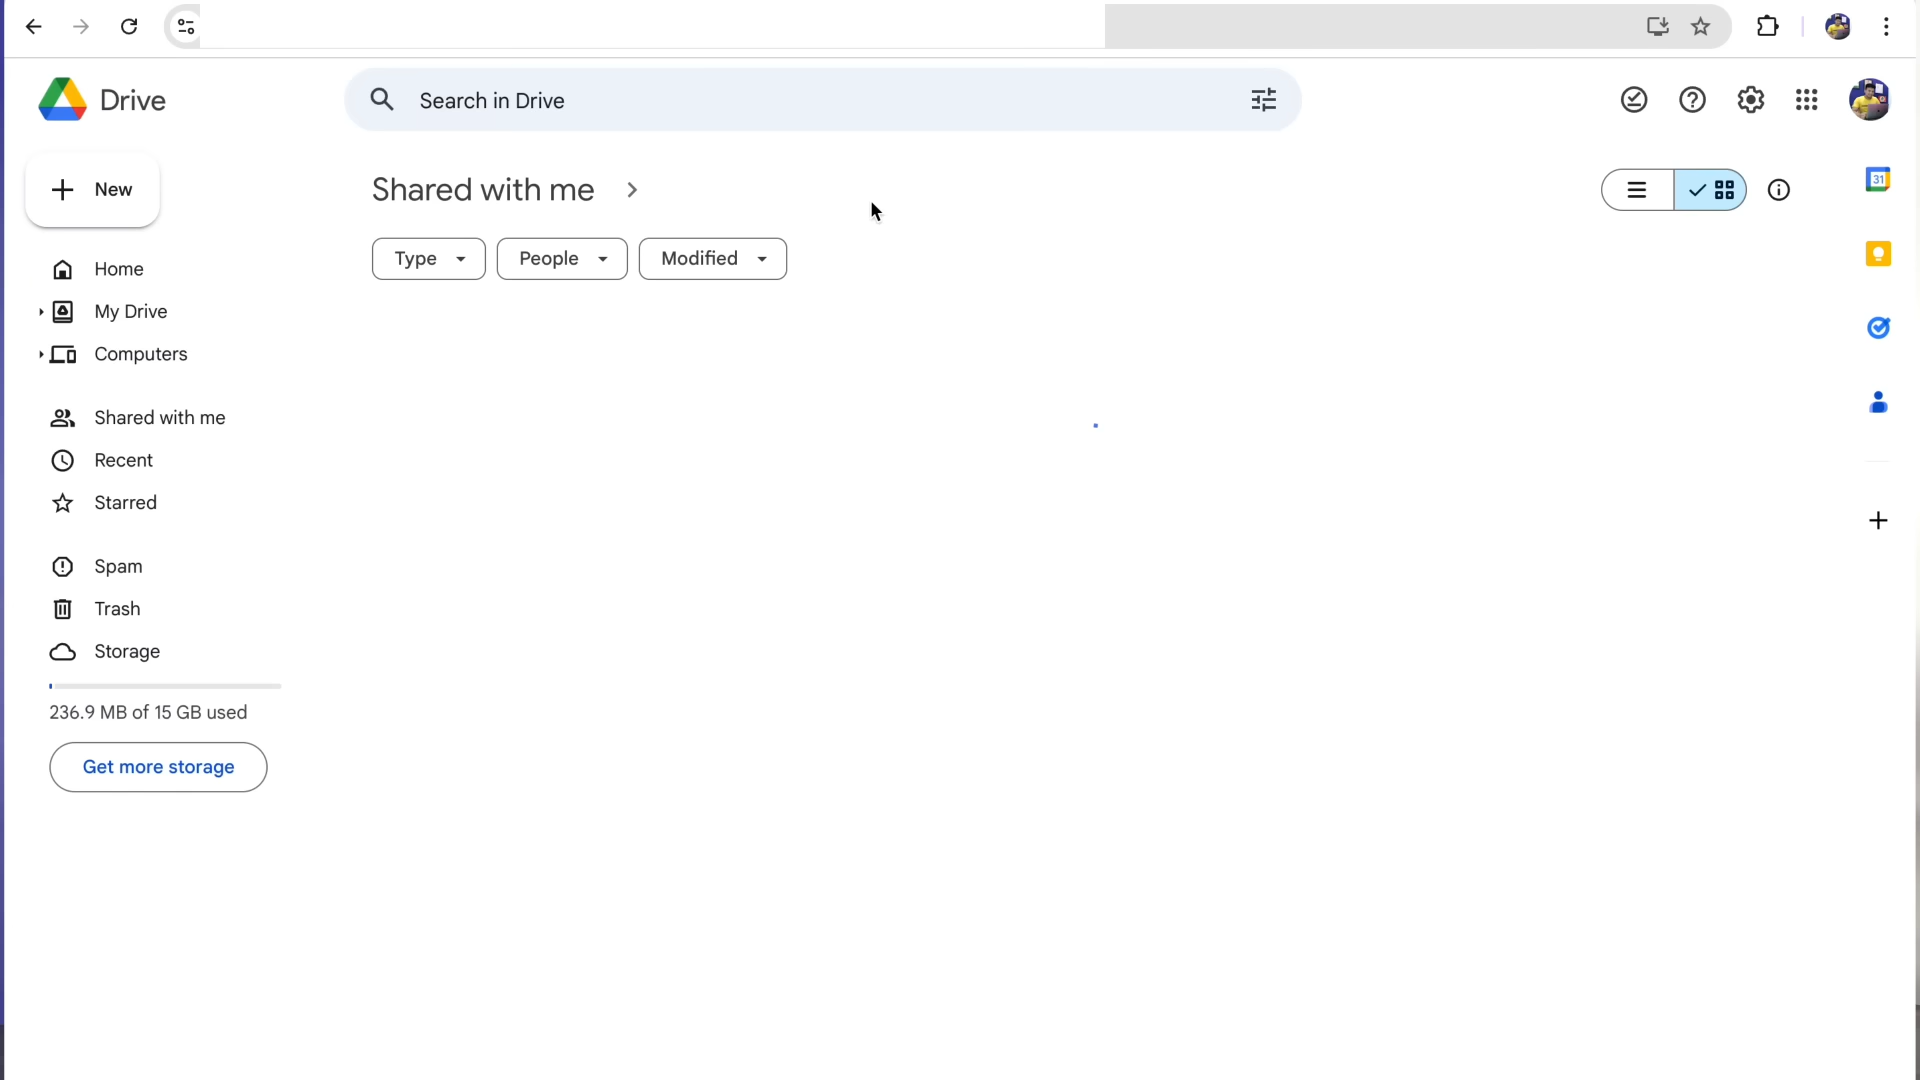 Drive
Search in Drive
New
Shared with me
31
Type
People
Modified
Home
My Drive
Computers
Shared with me
Recent
Starred
Spam
Trash
Storage
236.9 MB of 15 GB used
Get more storage